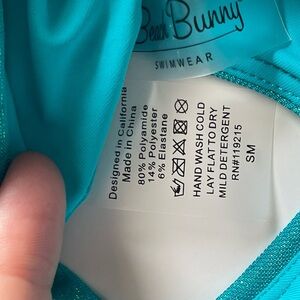 Beach Bunny
SWIMWEAR
Designed in California
Made in China
80% Polyamide
14% Polyester
6% Elastane
HAND WASH COLD
LAY FLAT TO DRY
MILD DETERGENT
RN#119215
SM